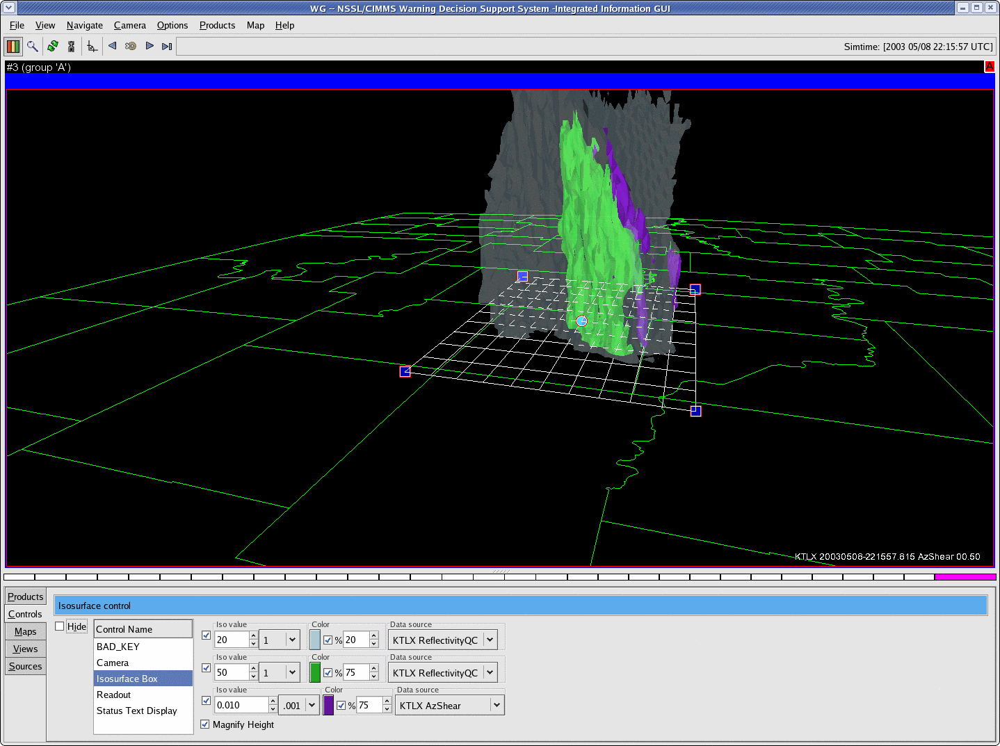 WG -- NSSL/CIMMS Warning Decision Support System -Integrated Information GUI
File View Navigate Camera Options Products Map Help
Simtime: [2003 05/08 22:15:57 UTC]
#3 (group 'A')
A
KTLX 20030508-221557.815 AzShear 00.50
Products
Controls
Maps
Views
Sources
Isosurface control
Hide
Control Name
BAD_KEY
Camera
Isosurface Box
Readout
Status Text Display
Iso value Color Data source
20 1 % 20 KTLX ReflectivityQC
Iso value Color Data source
50 1 % 75 KTLX ReflectivityQC
Iso value Color Data source
0.010 .001 % 75 KTLX AzShear
Magnify Height